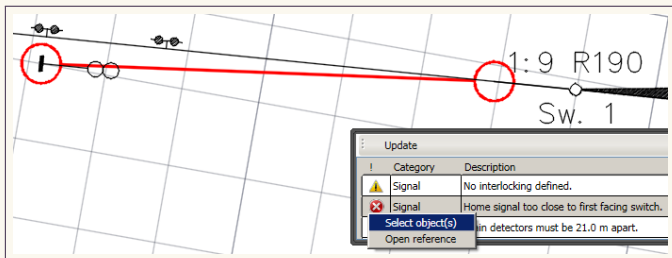 1:9 R190
Sw. 1
Update
! Category Description
Signal No interlocking defined.
Signal Home signal too close to first facing switch.
Select object(s)
ain detectors must be 21.0 m apart.
Open reference